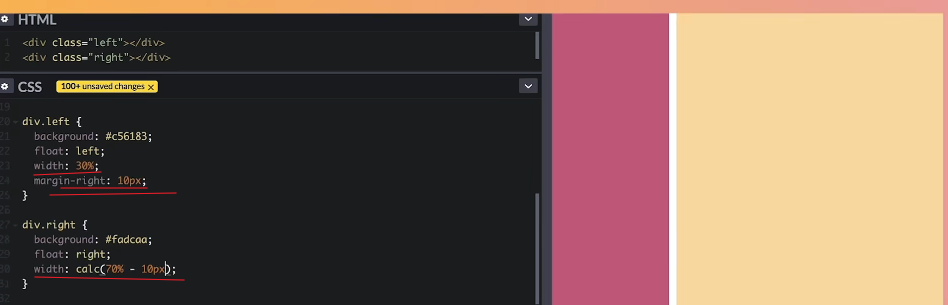 HTML
1 <div class="left"></div>
2 <div class="right"></div>
CSS 100+ unsaved changes ×
19
20 div.left {
21 background: #c56183;
22 float: left;
23 width: 30%;
24 margin-right: 10px;
25 }
26
27 div.right {
28 background: #fadcaa;
29 float: right;
30 width: calc(70% - 10px);
31 }
32